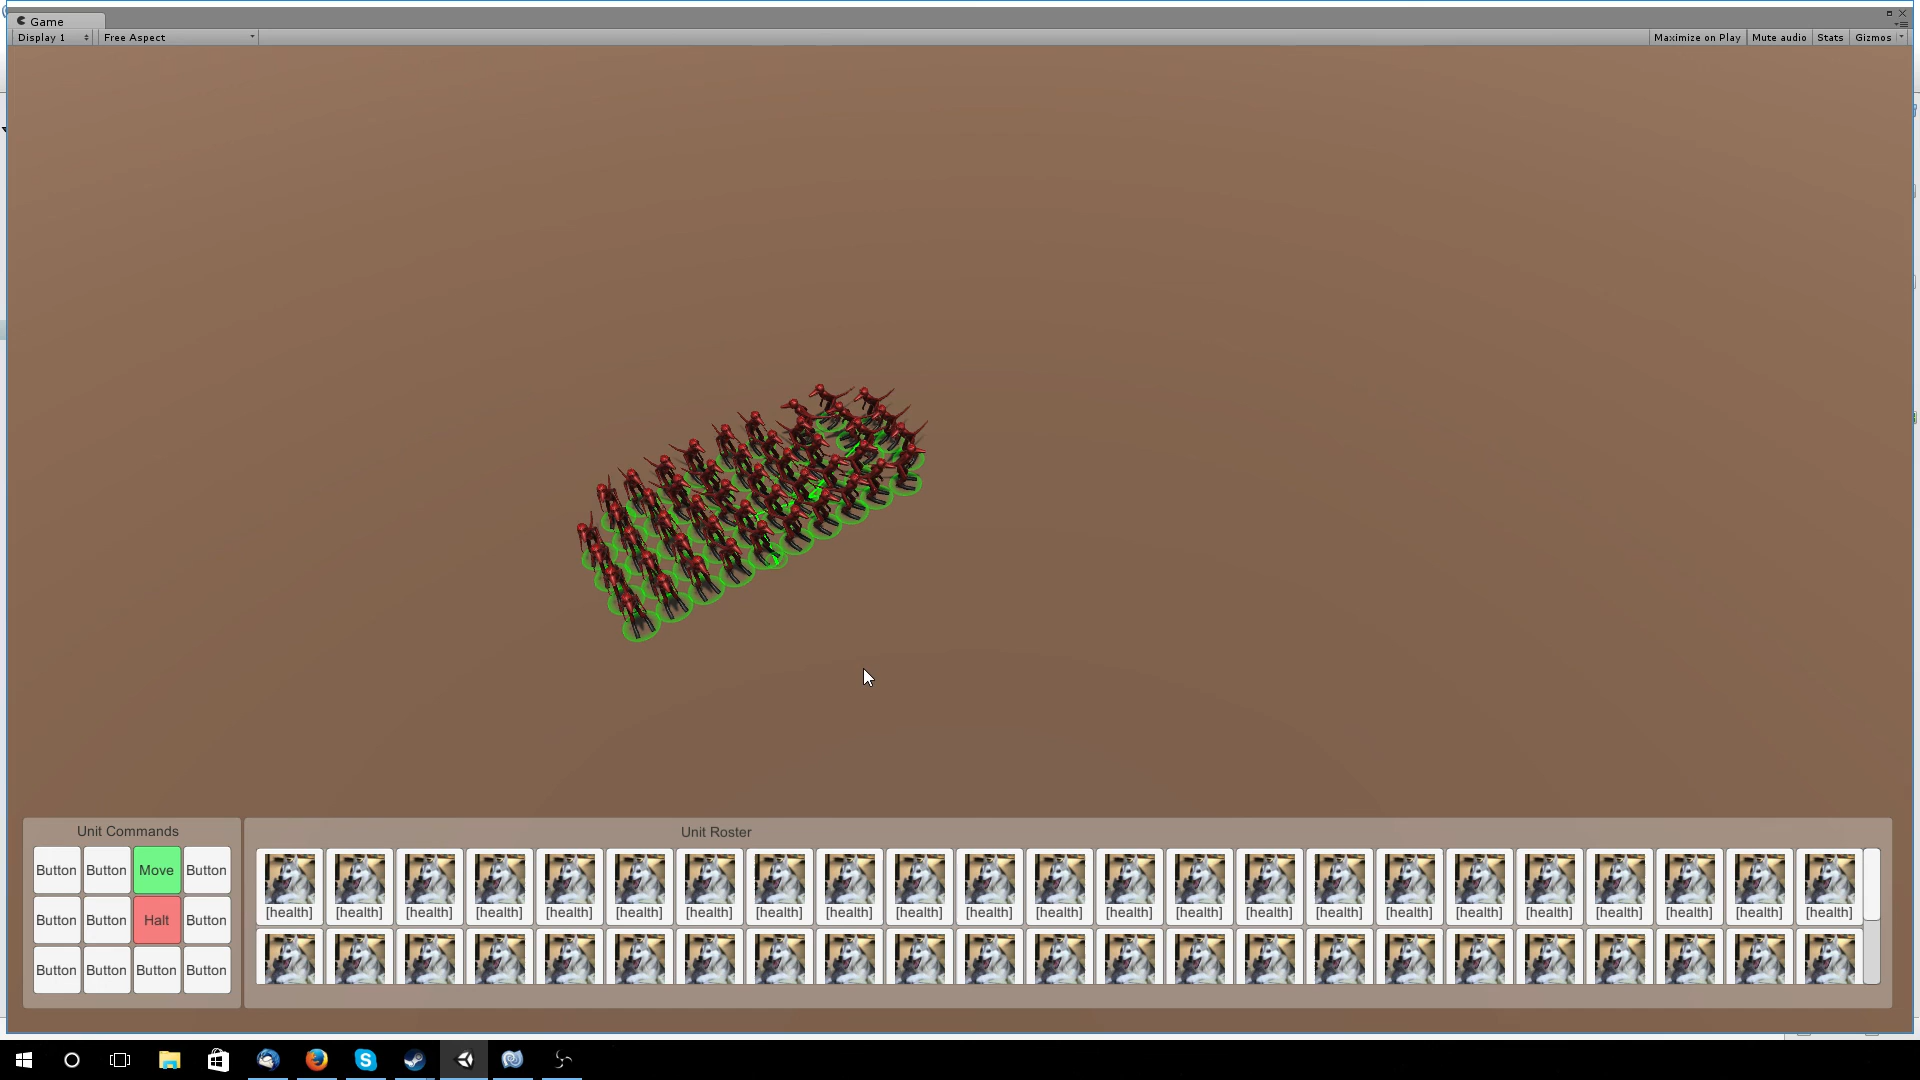 Game
Display 1 Free Aspect Maximize on Play Mute audio Stats Gizmos
Unit Commands
Button Button Move Button
Button Button Halt Button
Button Button Button Button
Unit Roster
[health] [health] [health] [health] [health] [health] [health] [health] [health] [health] [health] [health] [health] [health] [health] [health] [health] [health] [health] [health] [health] [health] [health]